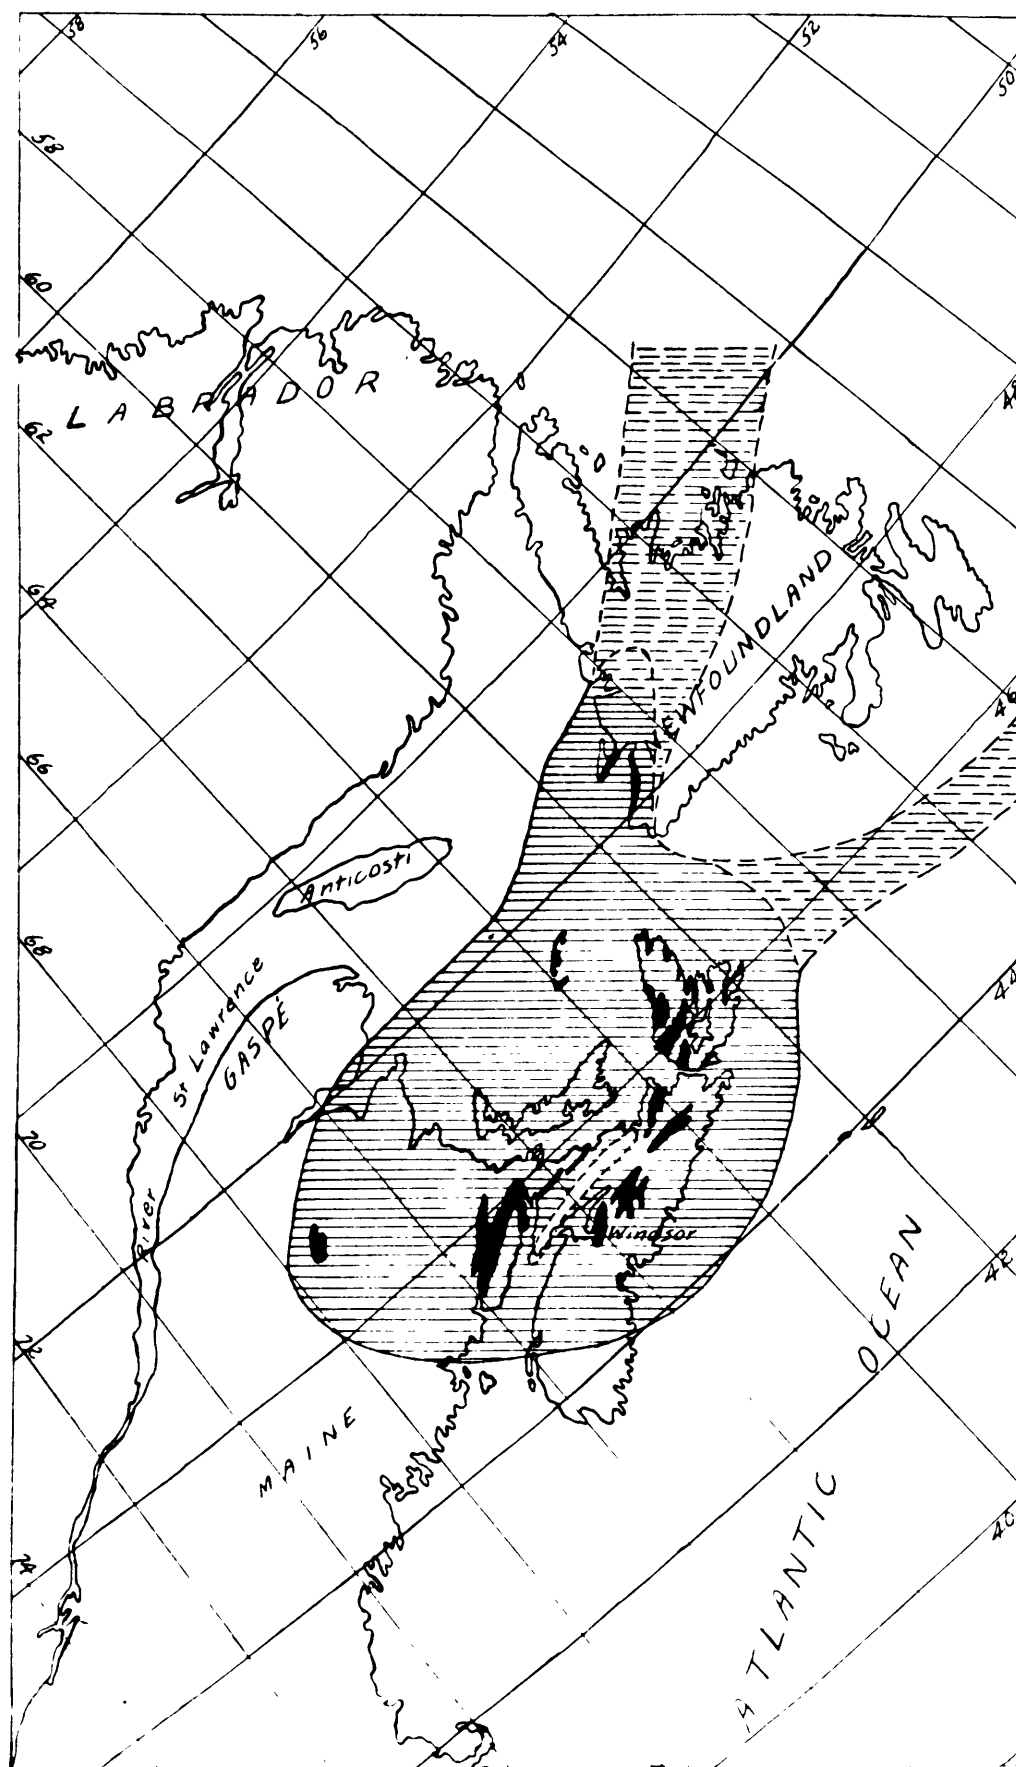 58
56
54
52
50
58
60
LABRADOR
48
62
NEWFOUNDLAND
64
46
66
Anticosti
68
44
St Lawrance
GASPÉ
70
River
Windsor
42
OCEAN
72
MAINE
40
ATLANTIC
74